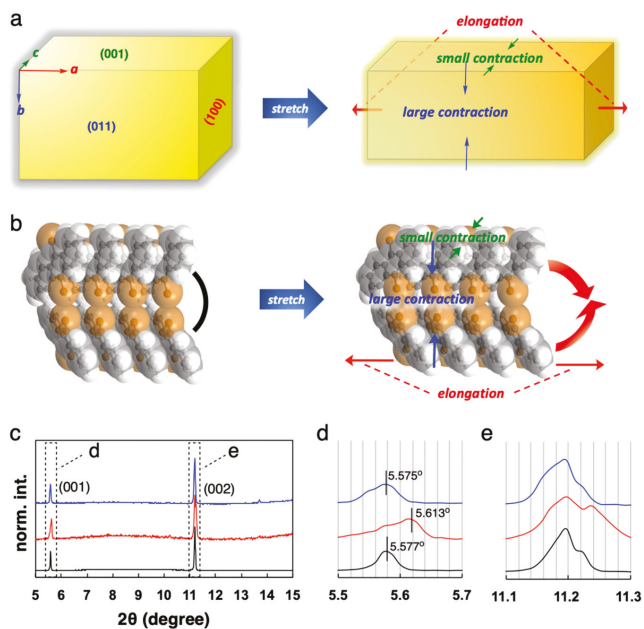 a
elongation
c
(001)
small contraction
a
b
stretch
(100)
large contraction
(011)
b
small contraction
stretch
large contraction
elongation
c
d
e
d
e
(001)
(002)
norm. int.
5.575°
5.613°
5.577°
5 6 7 8 9 10 11 12 13 14 15
5.5 5.6 5.7
11.1 11.2 11.3
2θ (degree)